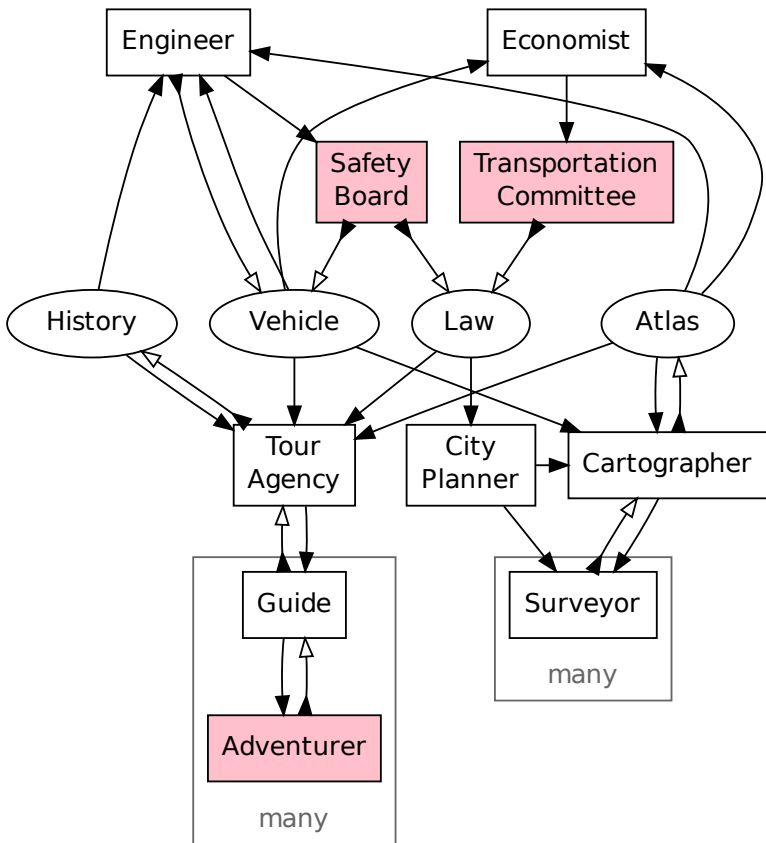 Engineer
Economist
Safety
Board
Transportation
Committee
History
Vehicle
Law
Atlas
Tour
Agency
City
Planner
Cartographer
Guide
Surveyor
many
Adventurer
many